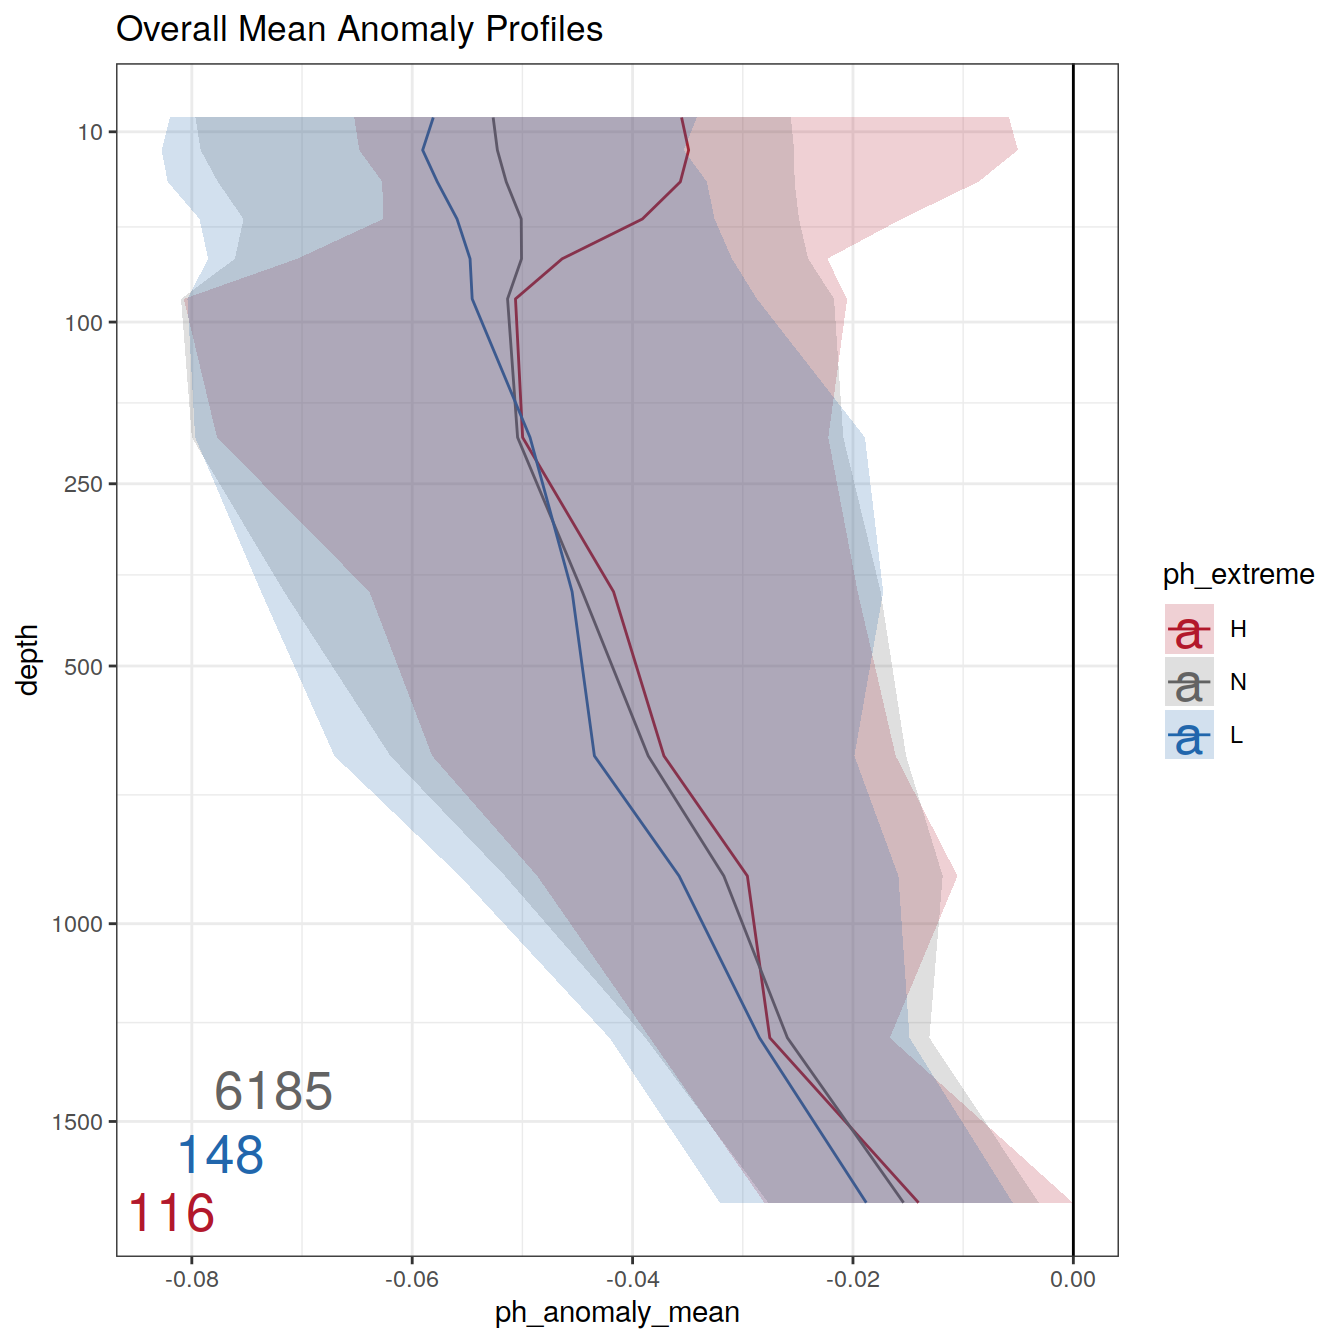 Overall Mean Anomaly Profiles
depth
10
100
250
500
1000
1500
6185
148
116
-0.08
-0.06
-0.04
-0.02
0.00
ph_anomaly_mean
ph_extreme
a H
a N
a L